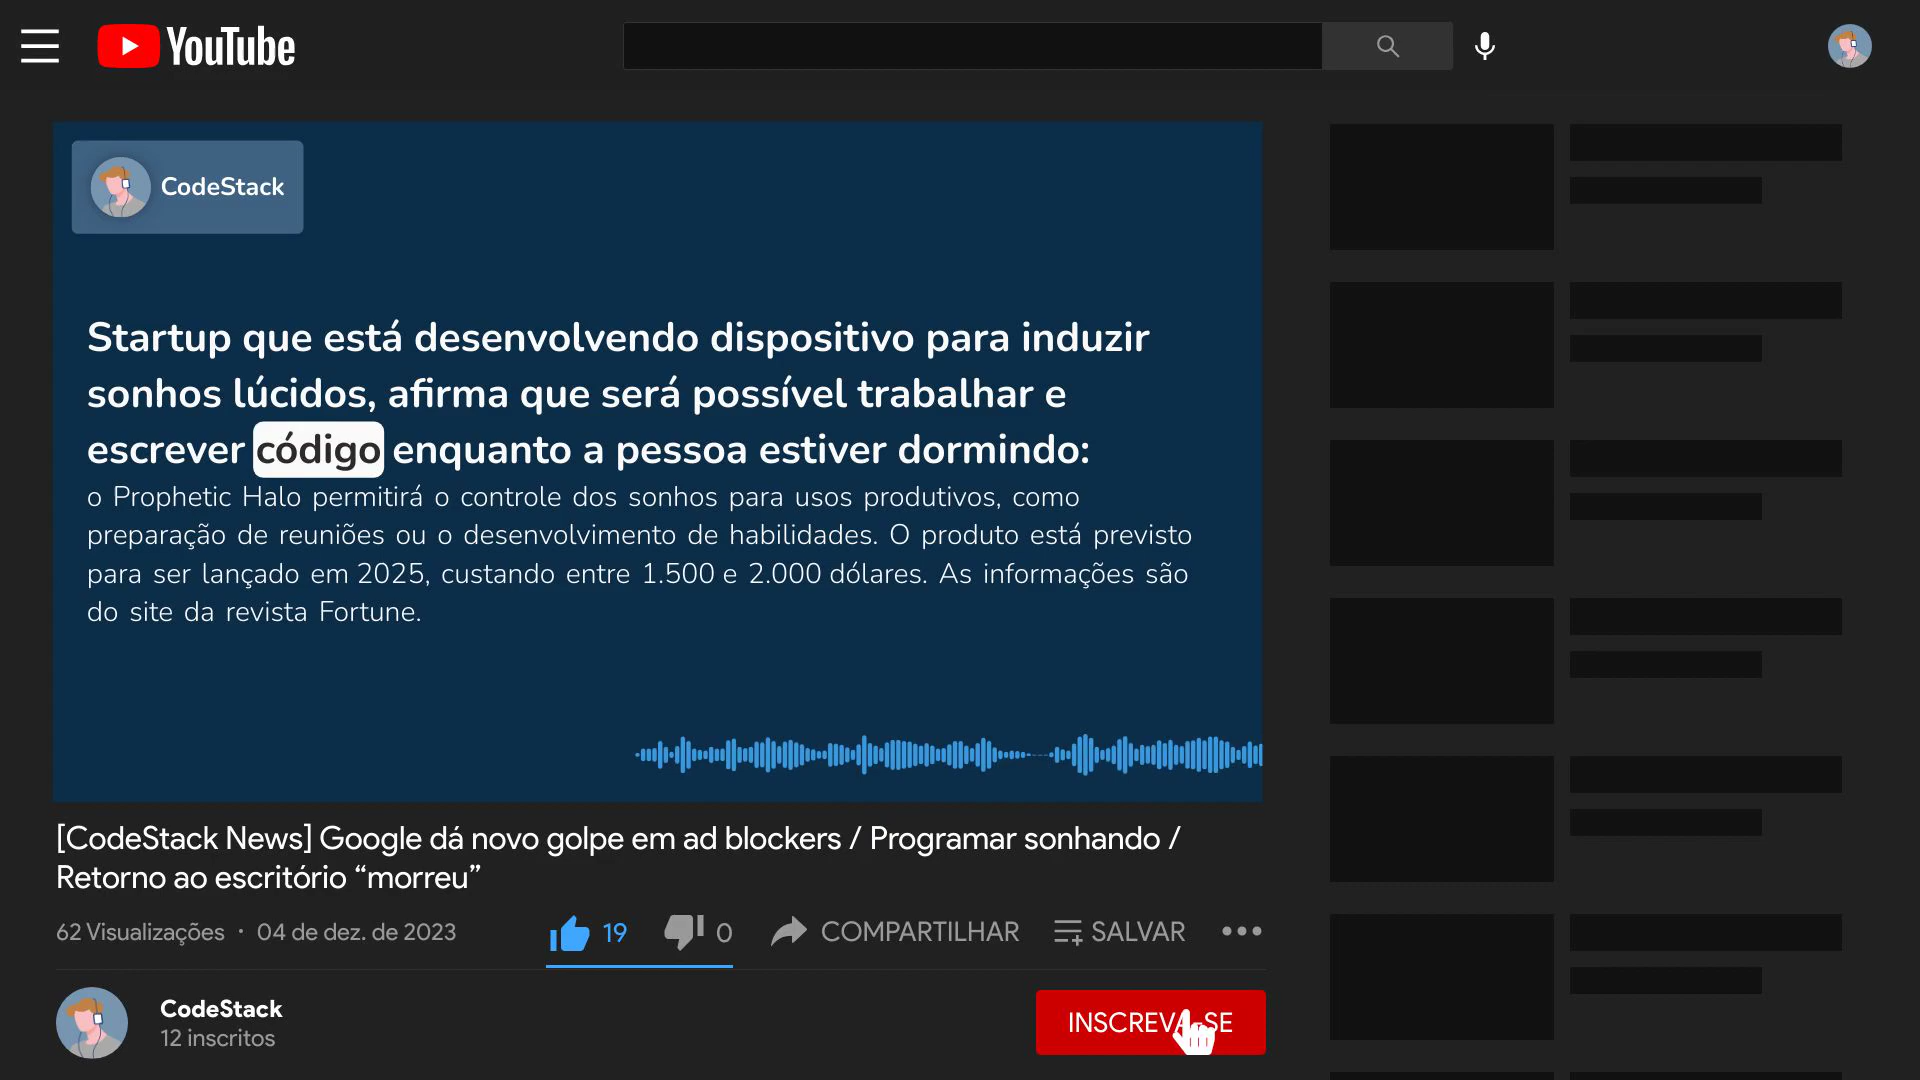 YouTube
CodeStack
Startup que está desenvolvendo dispositivo para induzir
sonhos lúcidos, afirma que será possível trabalhar e
escrever código enquanto a pessoa estiver dormindo:
o Prophetic Halo permitirá o controle dos sonhos para usos produtivos, como
preparação de reuniões ou o desenvolvimento de habilidades. O produto está previsto
para ser lançado em 2025, custando entre 1.500 e 2.000 dólares. As informações são
do site da revista Fortune.
[CodeStack News] Google dá novo golpe em ad blockers / Programar sonhando /
Retorno ao escritório “morreu”
62 Visualizações · 04 de dez. de 2023 19 0 COMPARTILHAR SALVAR
CodeStack
12 inscritos
INSCREVA-SE